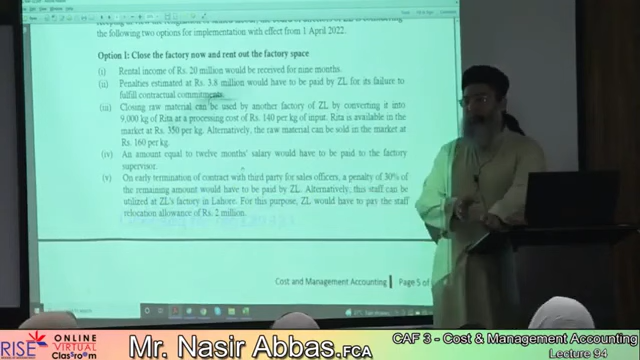 the following two options for implementation with effect from 1 April 2022.
Option 1: Close the factory now and rent out the factory space
(i) Rental income of Rs. 20 million would be received for nine months.
(ii) Penalties estimated at Rs. 3.8 million would have to be paid by ZL for its failure to
fulfill contractual commitments.
(iii) Closing raw material can be used by another factory of ZL by converting it into
9,000 kg of Rita at a processing cost of Rs. 140 per kg of input. Rita is available in the
market at Rs. 350 per kg. Alternatively, the raw material can be sold in the market at
Rs. 160 per kg.
(iv) An amount equal to twelve months' salary would have to be paid to the factory
supervisor.
(v) On early termination of contract with third party for sales officers, a penalty of 30% of
the remaining amount would have to be paid by ZL. Alternatively, this staff can be
utilized at ZL's factory in Lahore. For this purpose, ZL would have to pay the staff
relocation allowance of Rs. 2 million.
Cost and Management Accounting
Page 5 of
RISE
ONLINE
VIRTUAL
Classroom
Mr. Nasir Abbas.FCA
CAF 3 - Cost & Management Accounting
Lecture 94